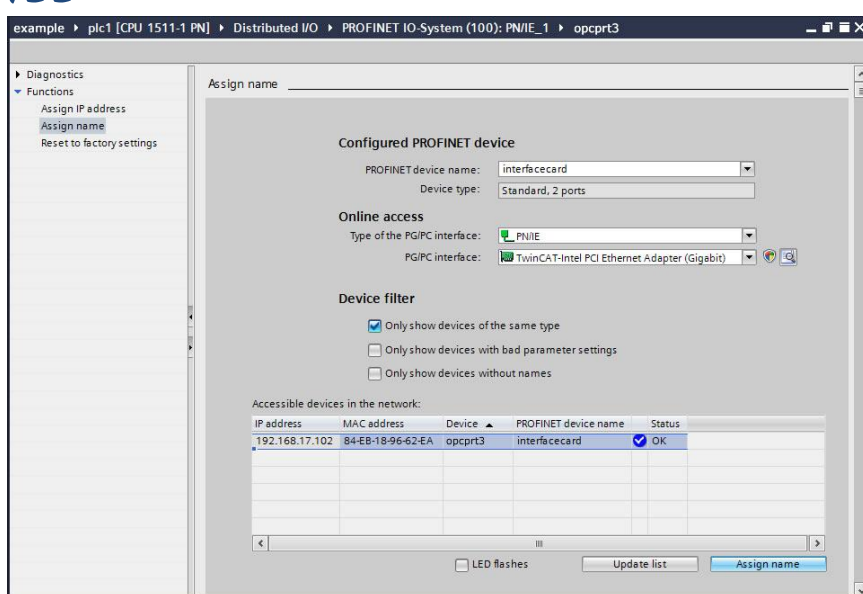 example ▸ plc1 [CPU 1511-1 PN] ▸ Distributed I/O ▸ PROFINET IO-System (100): PN/IE_1 ▸ opcprt3
Diagnostics
Functions
Assign IP address
Assign name
Reset to factory settings
Assign name
Configured PROFINET device
PROFINET device name: interfacecard
Device type: Standard, 2 ports
Online access
Type of the PG/PC interface: PN/IE
PG/PC interface: TwinCAT-Intel PCI Ethernet Adapter (Gigabit)
Device filter
Only show devices of the same type
Only show devices with bad parameter settings
Only show devices without names
Accessible devices in the network:
IP address MAC address Device PROFINET device name Status
192.168.17.102 84-EB-18-96-62-EA opcprt3 interfacecard OK
LED flashes Update list Assign name